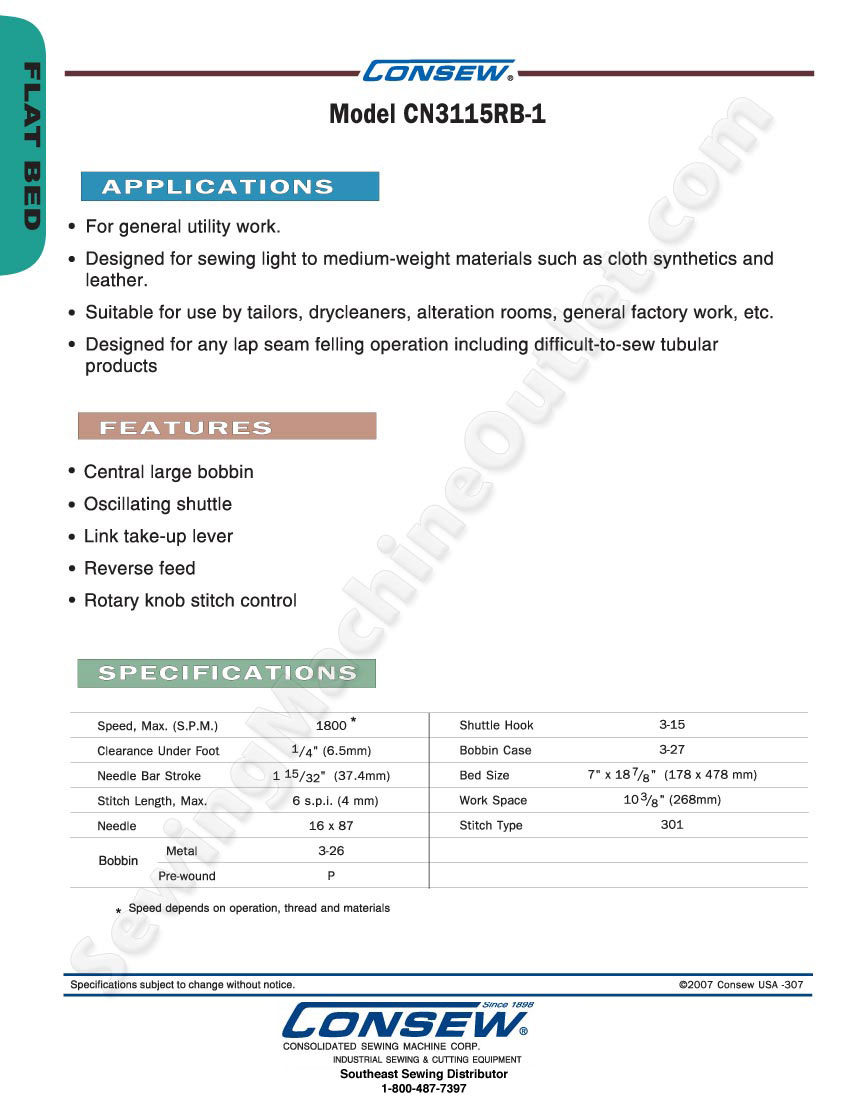 FLAT BED
CONSEW®
Model CN3115RB-1
APPLICATIONS
• For general utility work.
• Designed for sewing light to medium-weight materials such as cloth synthetics and
leather.
• Suitable for use by tailors, drycleaners, alteration rooms, general factory work, etc.
• Designed for any lap seam felling operation including difficult-to-sew tubular
products
FEATURES
• Central large bobbin
• Oscillating shuttle
• Link take-up lever
• Reverse feed
• Rotary knob stitch control
SPECIFICATIONS
Speed, Max. (S.P.M.) 1800 * Shuttle Hook 3-15
Clearance Under Foot 1/4" (6.5mm) Bobbin Case 3-27
Needle Bar Stroke 1 15/32" (37.4mm) Bed Size 7" x 18 7/8" (178 x 478 mm)
Stitch Length, Max. 6 s.p.i. (4 mm) Work Space 10 3/8" (268mm)
Needle 16 x 87 Stitch Type 301
Bobbin Metal 3-26
Pre-wound P
* Speed depends on operation, thread and materials
SewingMachineOutlet.com
Specifications subject to change without notice. ©2007 Consew USA -307
Since 1898
CONSEW®
CONSOLIDATED SEWING MACHINE CORP.
INDUSTRIAL SEWING & CUTTING EQUIPMENT
Southeast Sewing Distributor
1-800-487-7397